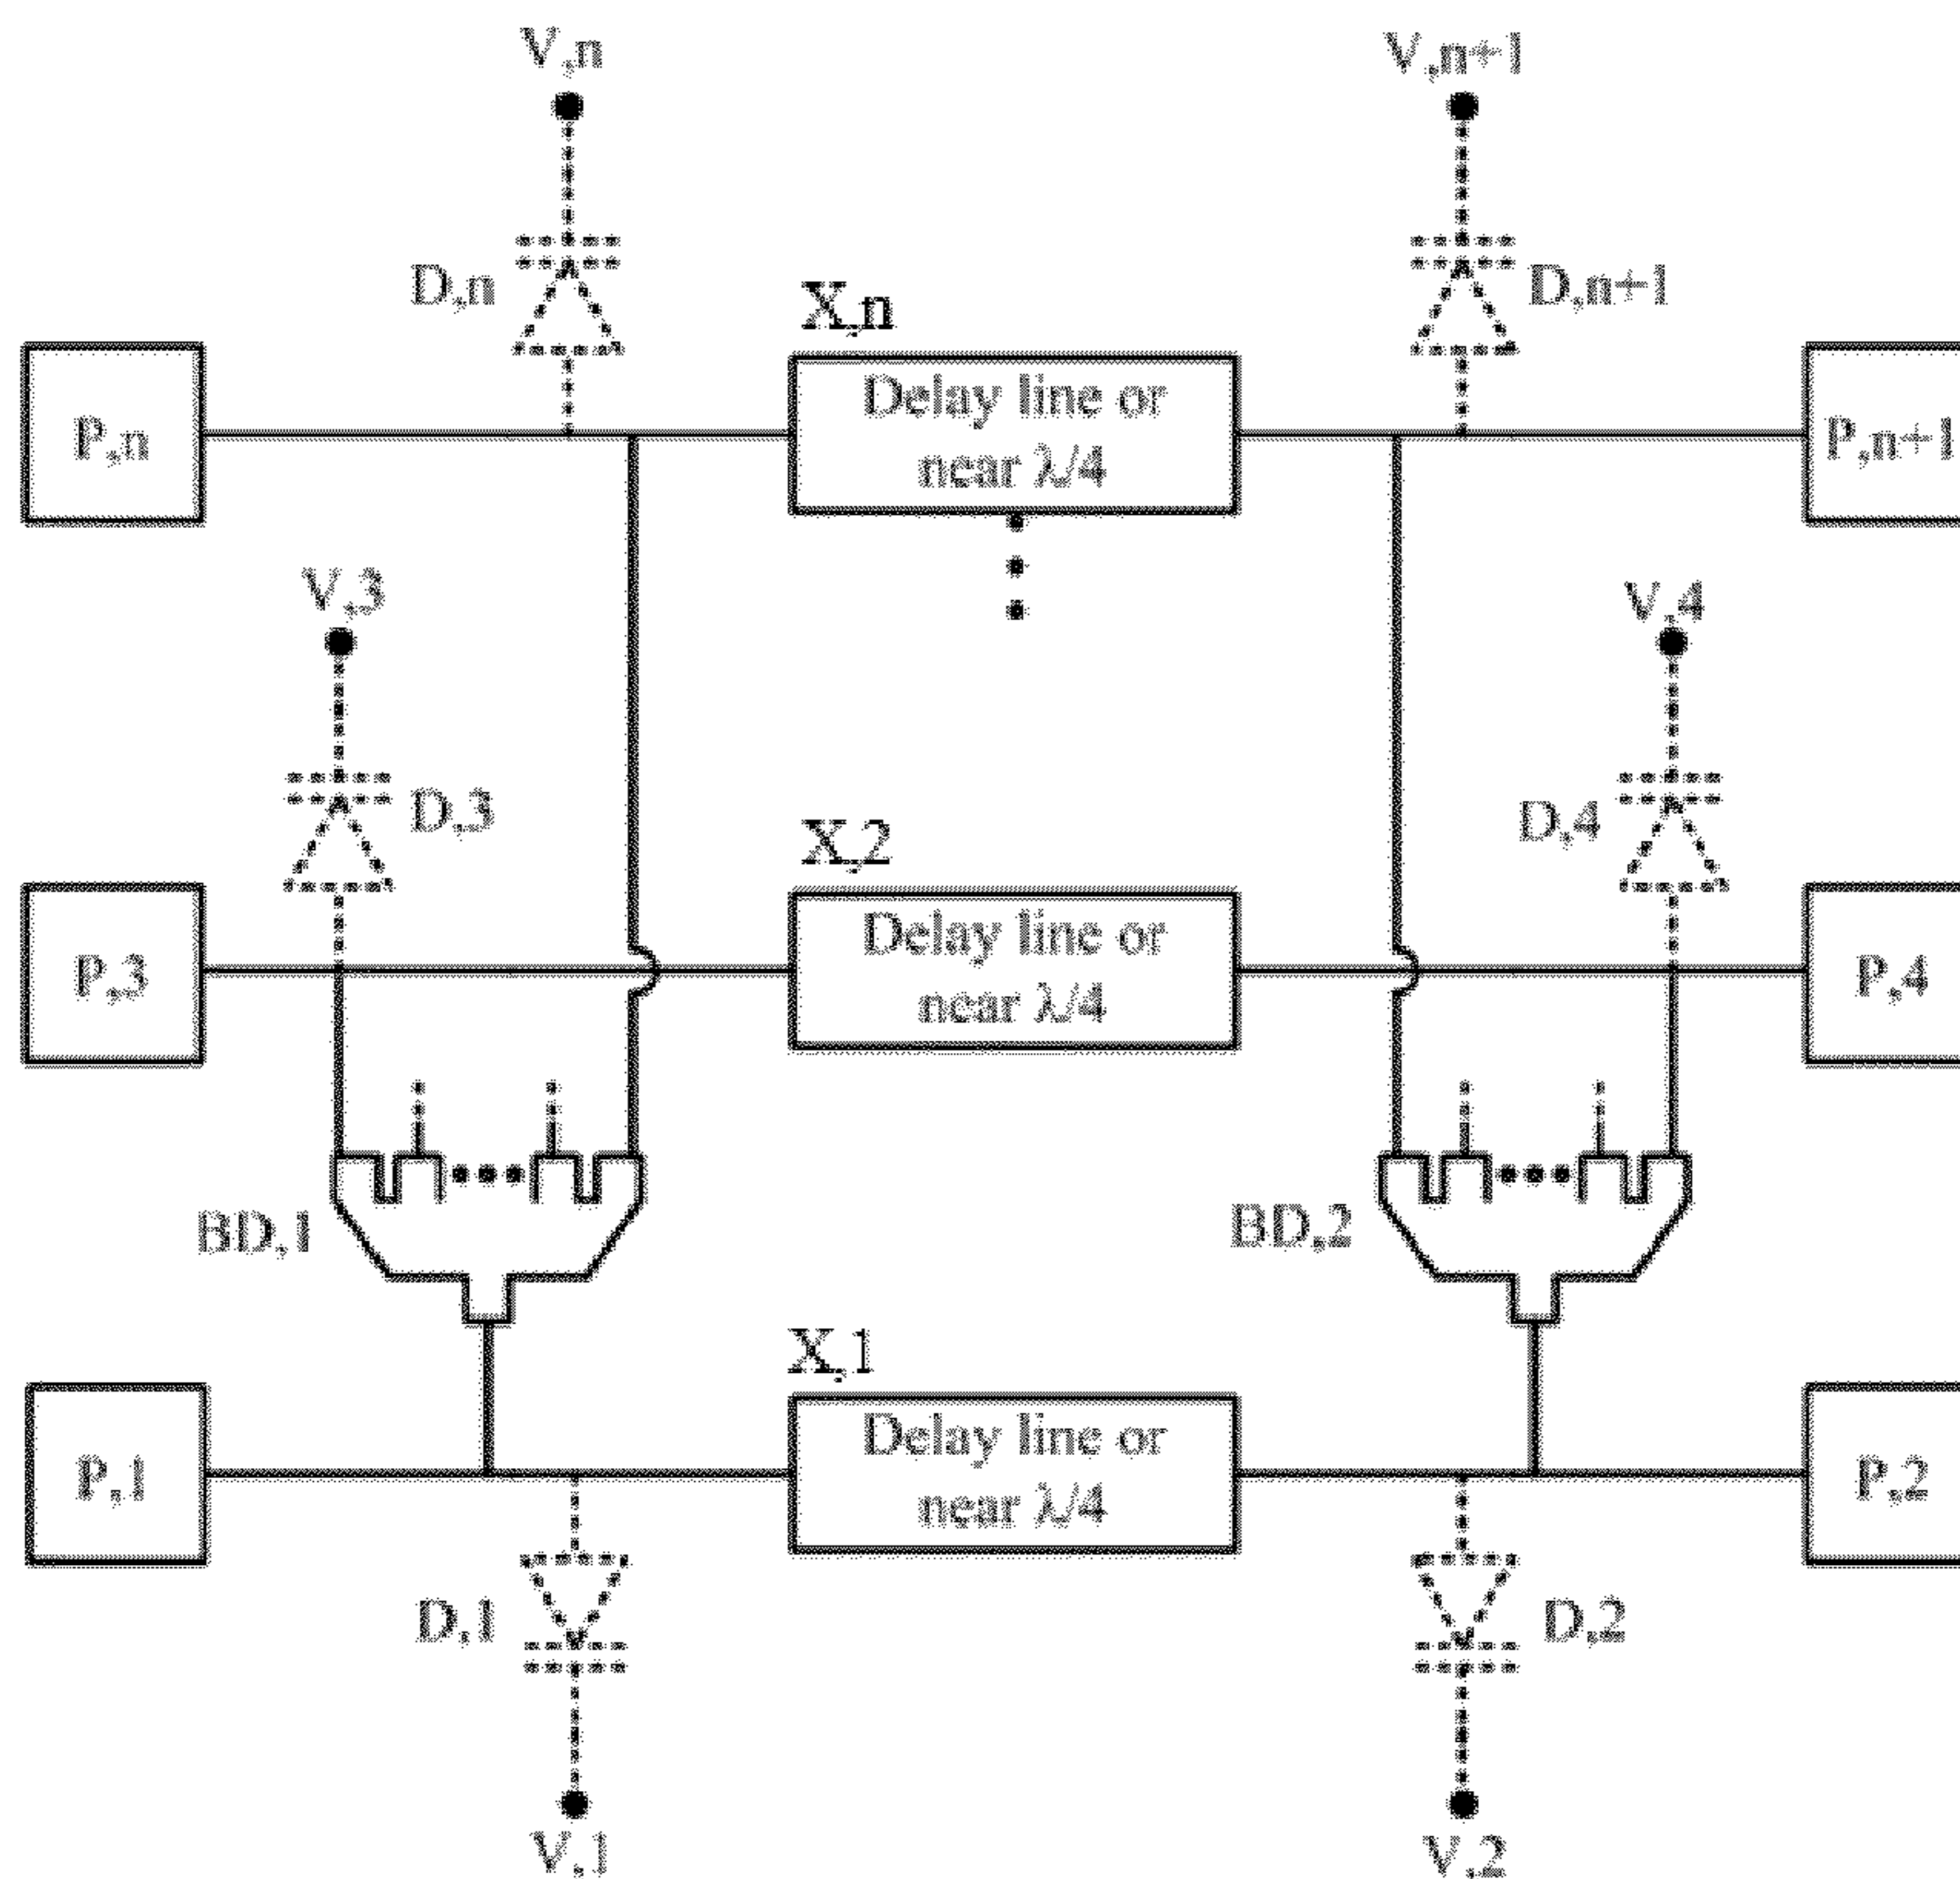 V,n
V,n+1
D,n
X,n
D,n+1
P,n
Delay line or
near λ/4
P,n+1
V,3
V,4
D,3
X,2
D,4
P,3
Delay line or
near λ/4
P,4
BD,1
BD,2
X,1
P,1
Delay line or
near λ/4
P,2
D,1
D,2
V,1
V,2